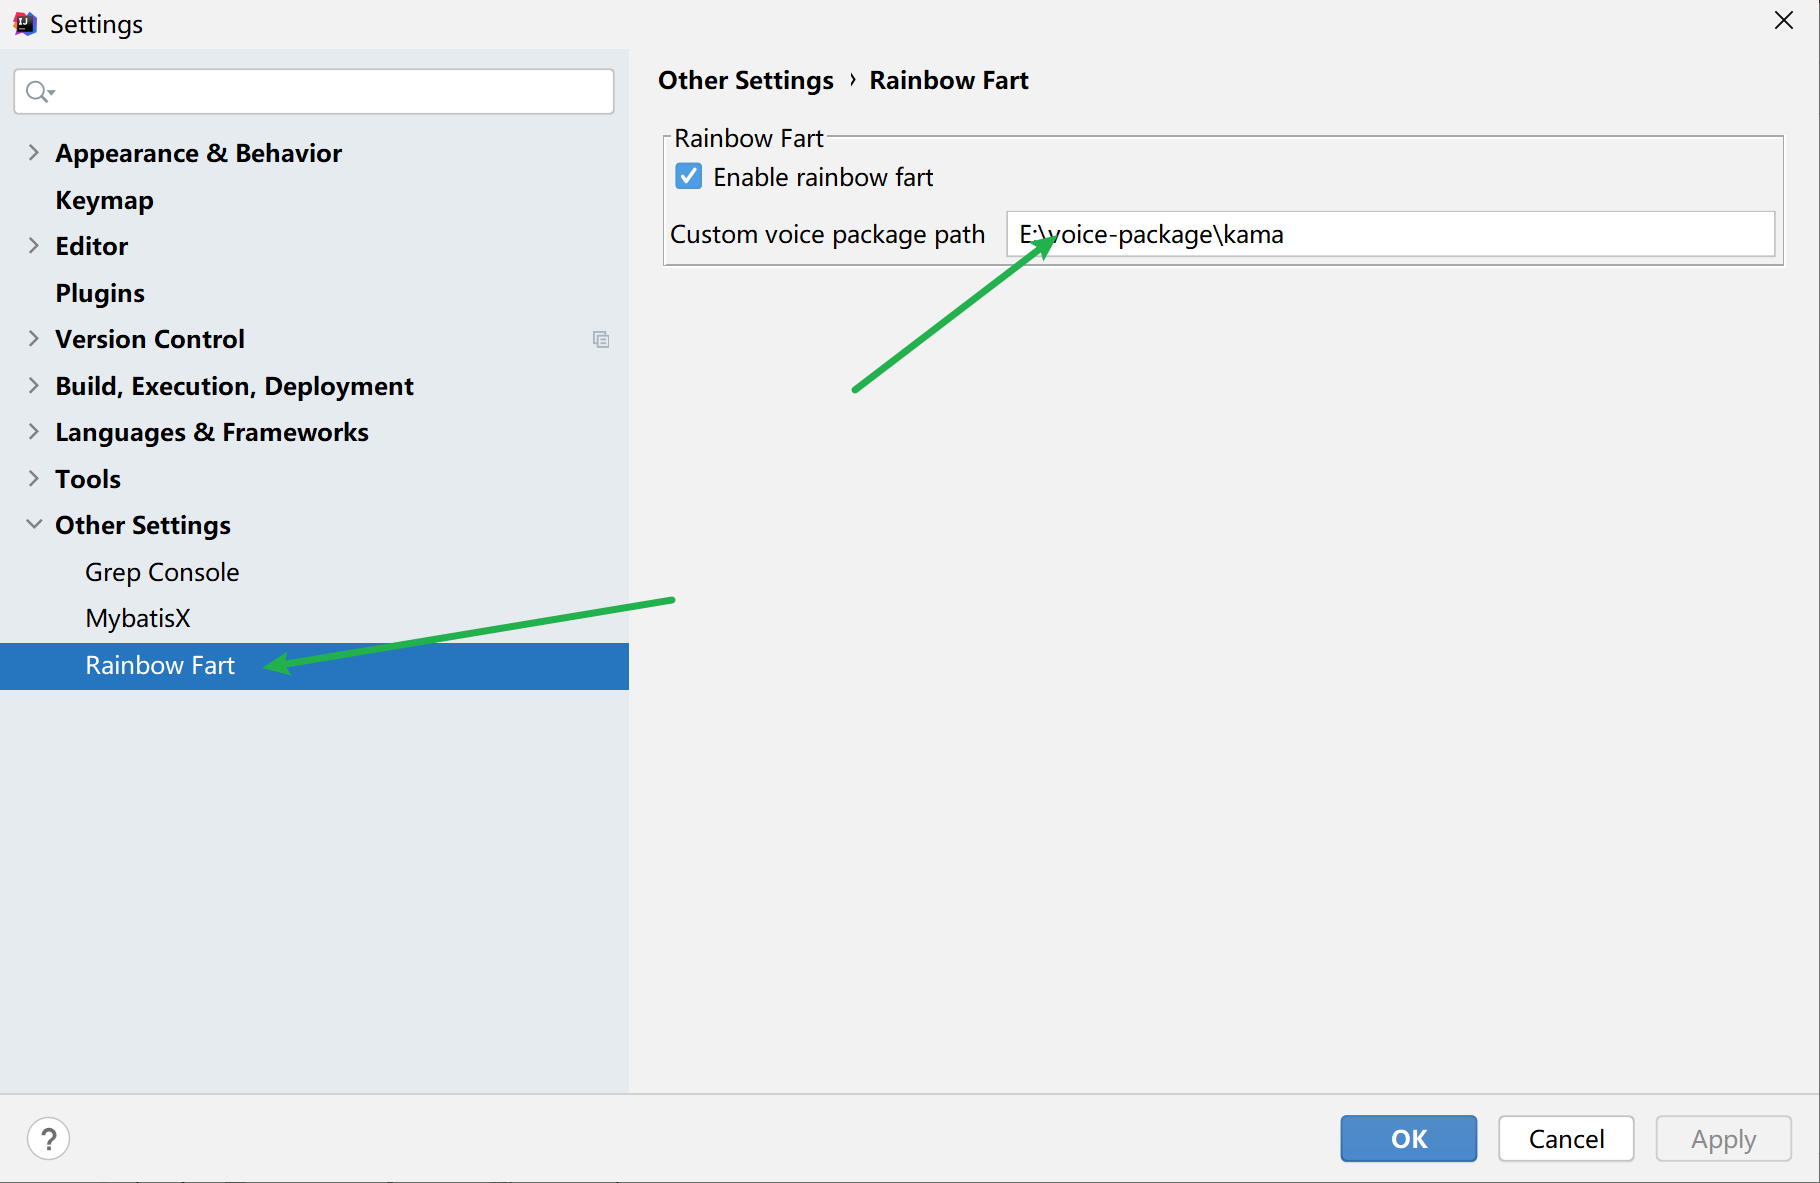 Settings
Appearance & Behavior
Keymap
Editor
Plugins
Version Control
Build, Execution, Deployment
Languages & Frameworks
Tools
Other Settings
Grep Console
MybatisX
Rainbow Fart
Other Settings › Rainbow Fart
Rainbow Fart
Enable rainbow fart
Custom voice package path E:\voice-package\kama
?
OK Cancel Apply